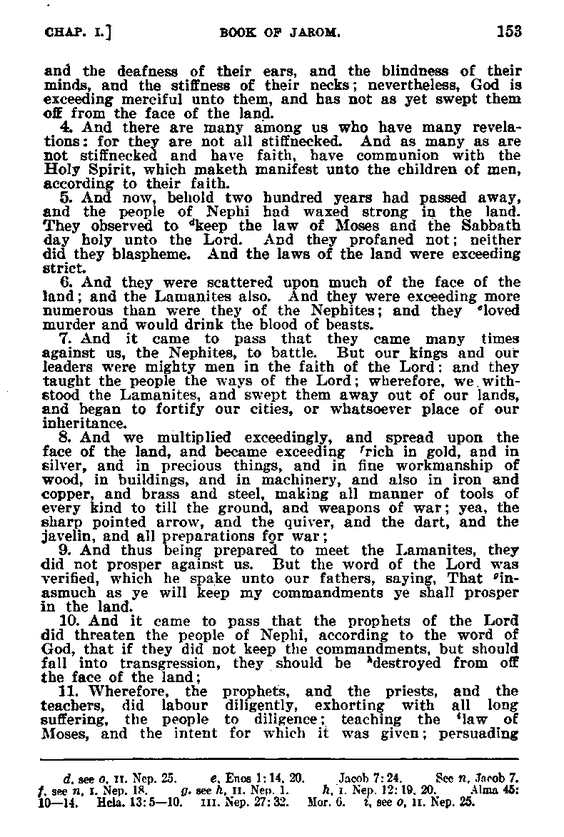 CHAP. I.] BOOK OF JAROM. 153
and the deafness of their ears, and the blindness of their
minds, and the stiffness of their necks; nevertheless, God is
exceeding merciful unto them, and has not as yet swept them
off from the face of the land.
4. And there are many among us who have many revela-
tions: for they are not all stiffnecked. And as many as are
not stiffnecked and have faith, have communion with the
Holy Spirit, which maketh manifest unto the children of men,
according to their faith.
5. And now, behold two hundred years had passed away,
and the people of Nephi had waxed strong in the land.
They observed to dkeep the law of Moses and the Sabbath
day holy unto the Lord. And they profaned not; neither
did they blaspheme. And the laws of the land were exceeding
strict.
6. And they were scattered upon much of the face of the
land; and the Lamanites also. And they were exceeding more
numerous than were they of the Nephites; and they eloved
murder and would drink the blood of beasts.
7. And it came to pass that they came many times
against us, the Nephites, to battle. But our kings and our
leaders were mighty men in the faith of the Lord: and they
taught the people the ways of the Lord; wherefore, we with-
stood the Lamanites, and swept them away out of our lands,
and began to fortify our cities, or whatsoever place of our
inheritance.
8. And we multiplied exceedingly, and spread upon the
face of the land, and became exceeding frich in gold, and in
silver, and in precious things, and in fine workmanship of
wood, in buildings, and in machinery, and also in iron and
copper, and brass and steel, making all manner of tools of
every kind to till the ground, and weapons of war; yea, the
sharp pointed arrow, and the quiver, and the dart, and the
javelin, and all preparations for war;
9. And thus being prepared to meet the Lamanites, they
did not prosper against us. But the word of the Lord was
verified, which he spake unto our fathers, saying, That gin-
asmuch as ye will keep my commandments ye shall prosper
in the land.
10. And it came to pass that the prophets of the Lord
did threaten the people of Nephi, according to the word of
God, that if they did not keep the commandments, but should
fall into transgression, they should be hdestroyed from off
the face of the land;
11. Wherefore, the prophets, and the priests, and the
teachers, did labour diligently, exhorting with all long
suffering, the people to diligence; teaching the ilaw of
Moses, and the intent for which it was given; persuading
d, see o, II. Nep. 25. e, Enos 1:14, 20. Jacob 7:24. See n, Jacob 7.
f, see n, I. Nep. 18. g, see h, II. Nep. 1. h, I. Nep. 12:19, 20. Alma 45:
10—14. Hela. 13:5—10. III. Nep. 27:32. Mor. 6. i, see o, II. Nep. 25.